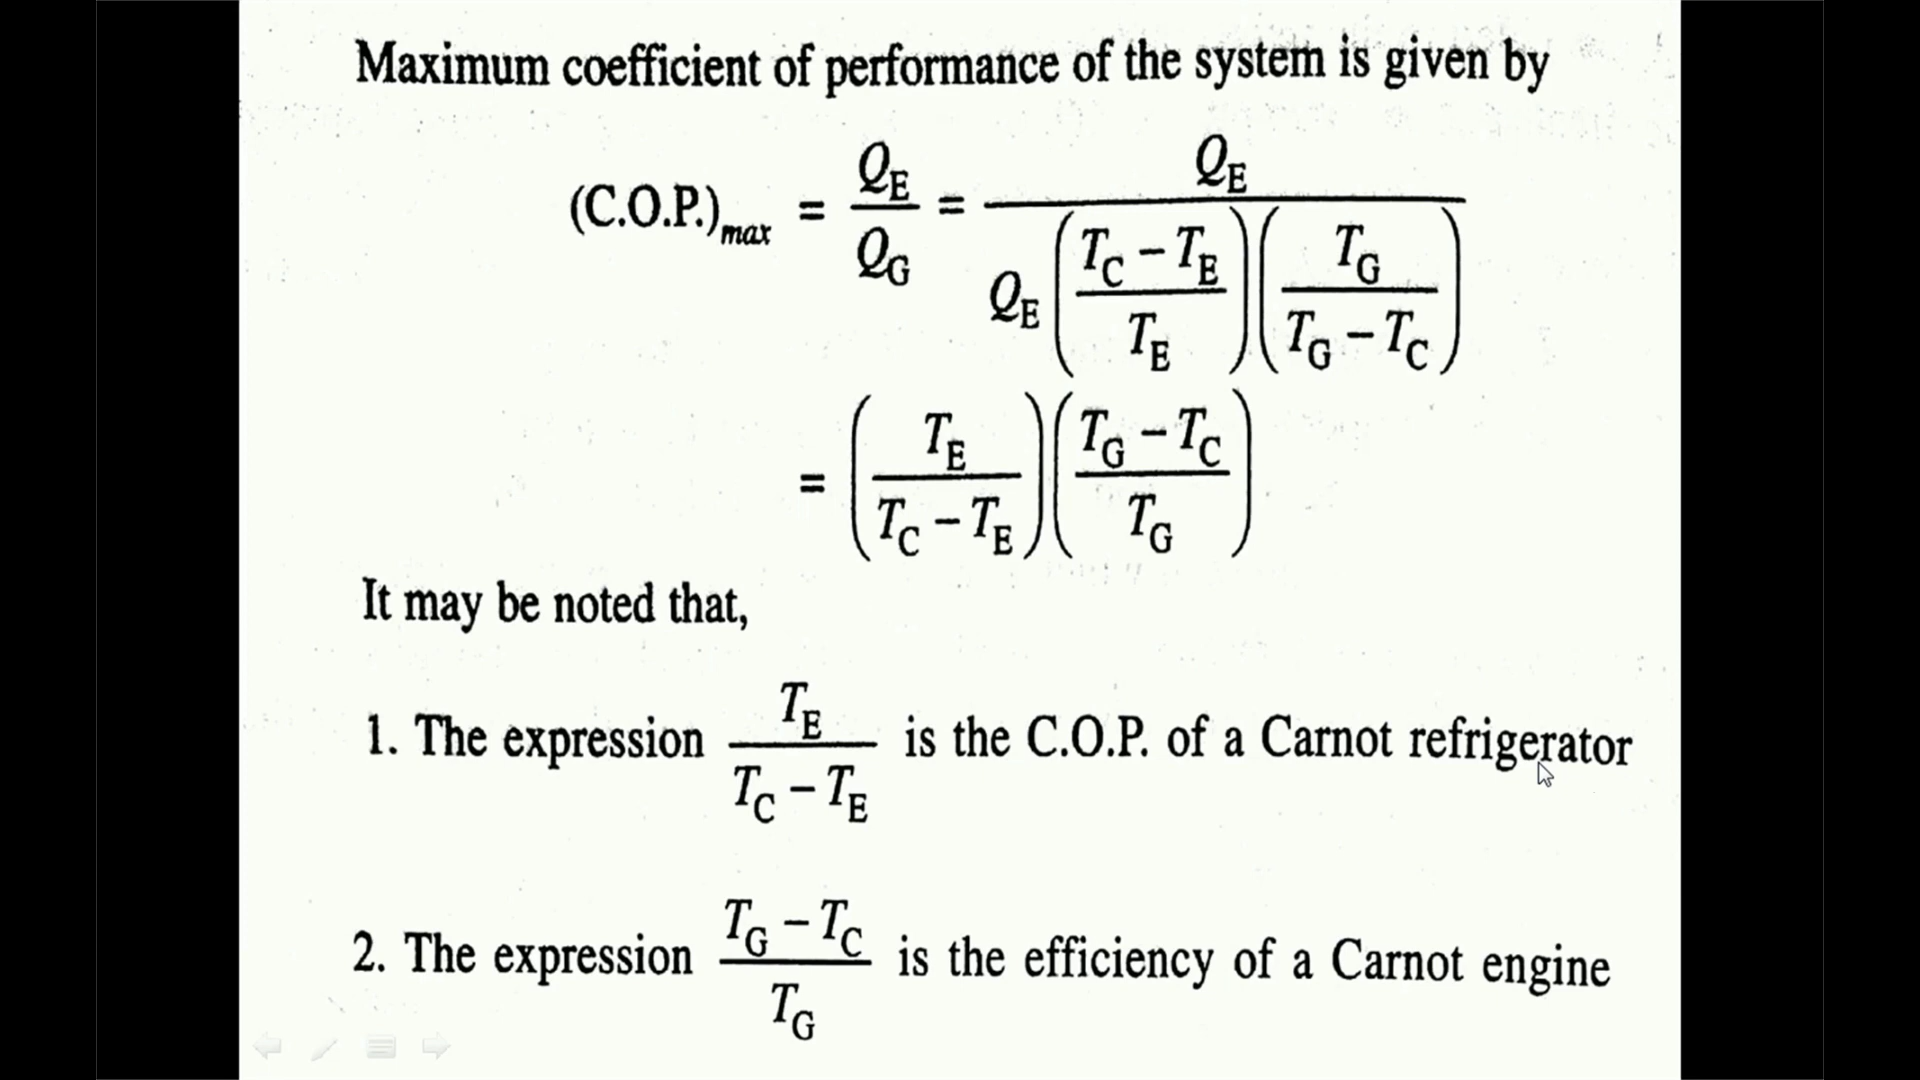 Maximum coefficient of performance of the system is given by
(C.O.P.)max = QE/QG = QE / [QE ((TC − TE)/TE) (TG/(TG − TC))]
= (TE/(TC − TE)) ((TG − TC)/TG)
It may be noted that,
1. The expression TE/(TC − TE) is the C.O.P. of a Carnot refrigerator
2. The expression (TG − TC)/TG is the efficiency of a Carnot engine